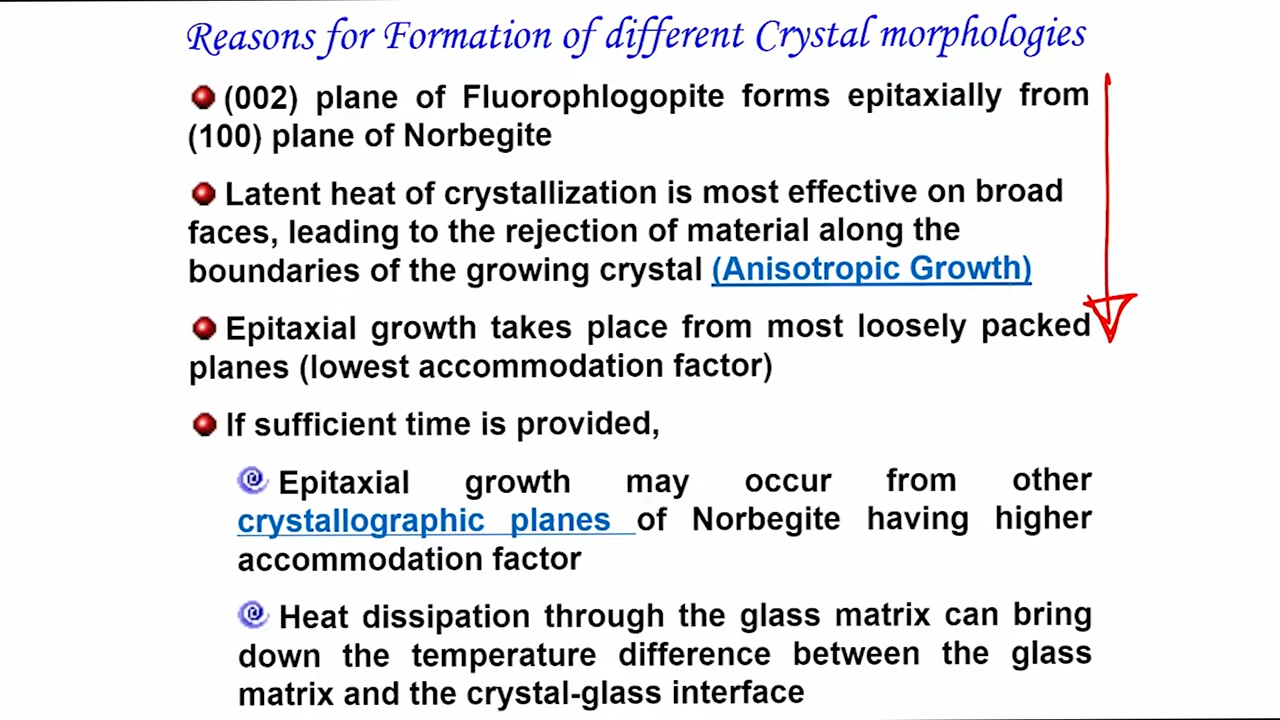 Reasons for Formation of different Crystal morphologies
(002) plane of Fluorophlogopite forms epitaxially from
(100) plane of Norbegite
Latent heat of crystallization is most effective on broad
faces, leading to the rejection of material along the
boundaries of the growing crystal (Anisotropic Growth)
Epitaxial growth takes place from most loosely packed
planes (lowest accommodation factor)
If sufficient time is provided,
Epitaxial growth may occur from other
crystallographic planes of Norbegite having higher
accommodation factor
Heat dissipation through the glass matrix can bring
down the temperature difference between the glass
matrix and the crystal-glass interface